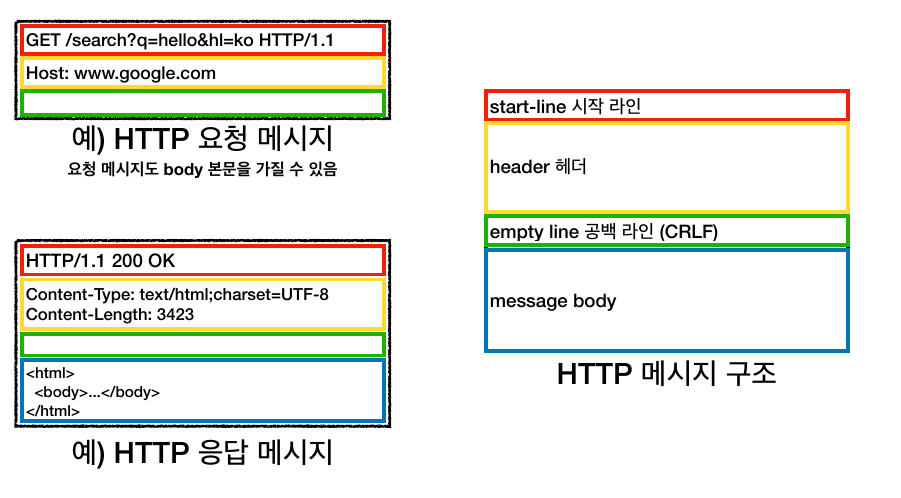 GET /search?q=hello&hl=ko HTTP/1.1
Host: www.google.com
예) HTTP 요청 메시지
요청 메시지도 body 본문을 가질 수 있음
HTTP/1.1 200 OK
Content-Type: text/html;charset=UTF-8
Content-Length: 3423
<html>
  <body>...</body>
</html>
예) HTTP 응답 메시지
start-line 시작 라인
header 헤더
empty line 공백 라인 (CRLF)
message body
HTTP 메시지 구조